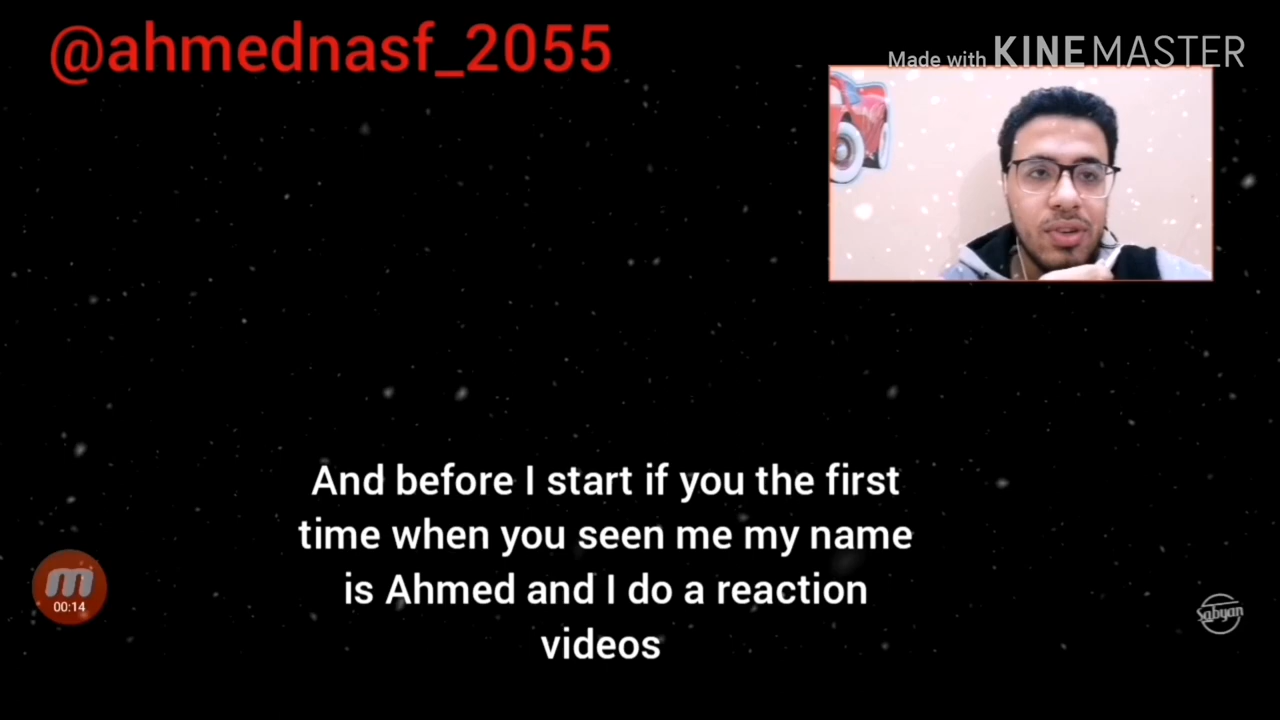 @ahmednasf_2055
Made with KINEMASTER
And before I start if you the first
time when you seen me my name
is Ahmed and I do a reaction
videos
00:14
Sabyan